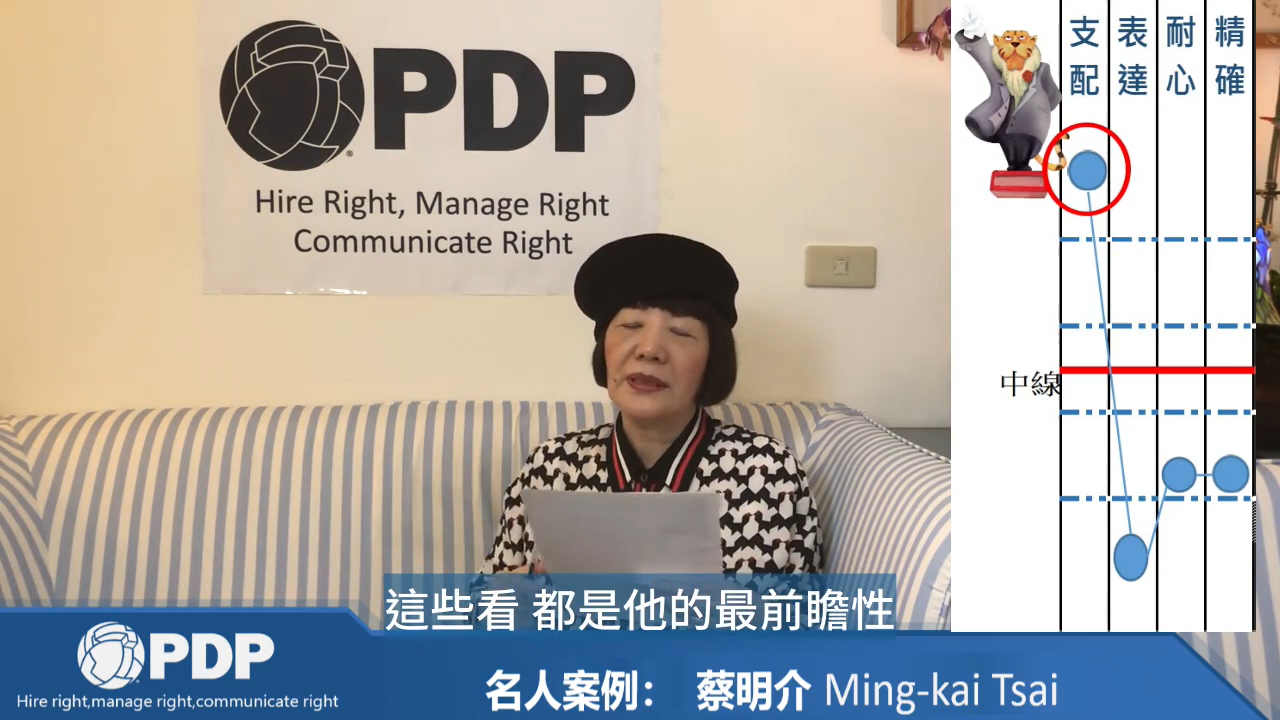 PDP
Hire Right, Manage Right
Communicate Right
支配
表達
耐心
精確
中線
這些看 都是他的最前瞻性
PDP
Hire right,manage right,communicate right
名人案例： 蔡明介 Ming-kai Tsai